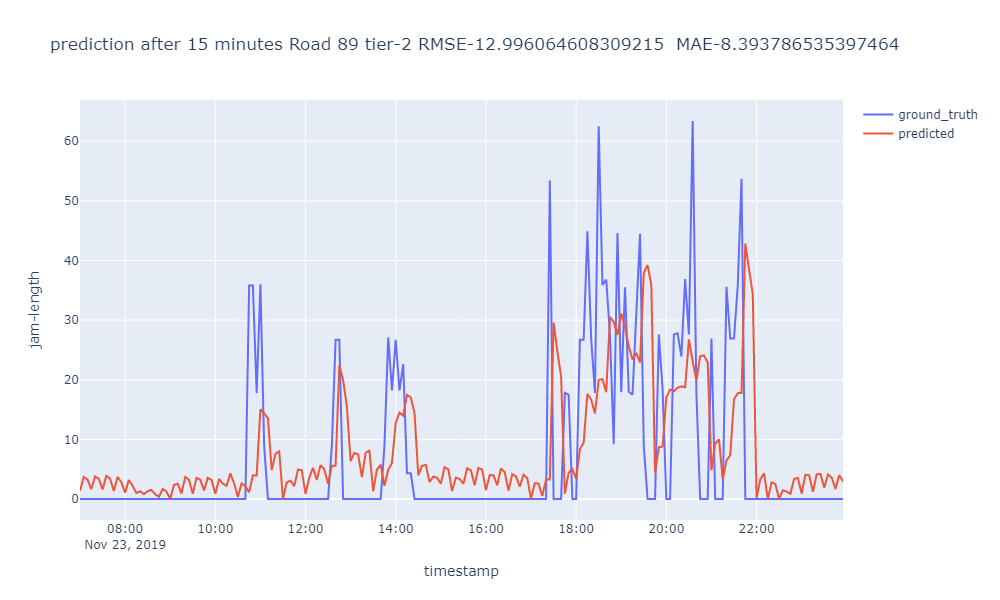 prediction after 15 minutes Road 89 tier-2 RMSE-12.996064608309215  MAE-8.393786535397464
ground_truth
predicted
60
50
40
30
20
10
0
jam-length
08:00 10:00 12:00 14:00 16:00 18:00 20:00 22:00
Nov 23, 2019
timestamp